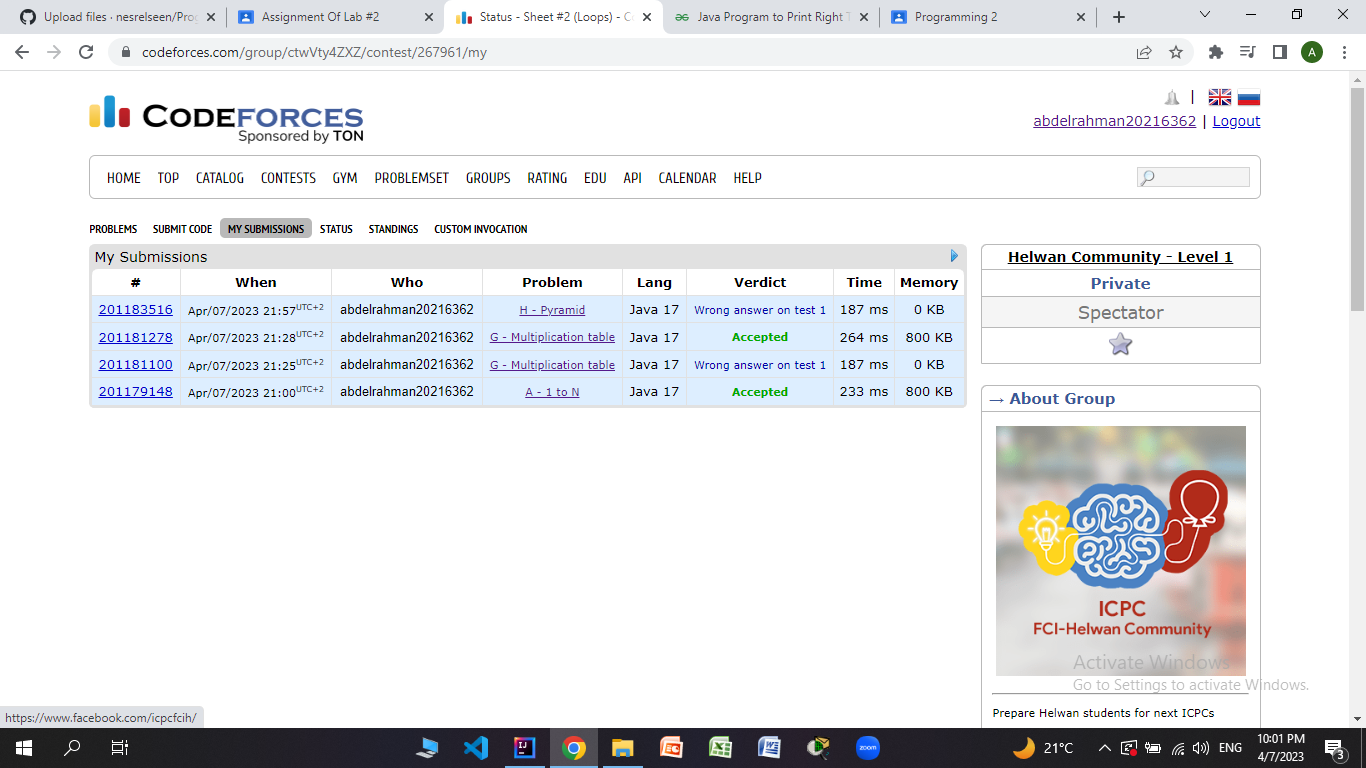 Upload files · nesrelseen/Prog
Assignment Of Lab #2
Status - Sheet #2 (Loops) - Co
Java Program to Print Right T
Programming 2
codeforces.com/group/ctwVty4ZXZ/contest/267961/my
A
CODEFORCES
Sponsored by TON
abdelrahman20216362 | Logout
HOME TOP CATALOG CONTESTS GYM PROBLEMSET GROUPS RATING EDU API CALENDAR HELP
PROBLEMS SUBMIT CODE MY SUBMISSIONS STATUS STANDINGS CUSTOM INVOCATION
My Submissions
# When Who Problem Lang Verdict Time Memory
201183516 Apr/07/2023 21:57UTC+2 abdelrahman20216362 H - Pyramid Java 17 Wrong answer on test 1 187 ms 0 KB
201181278 Apr/07/2023 21:28UTC+2 abdelrahman20216362 G - Multiplication table Java 17 Accepted 264 ms 800 KB
201181100 Apr/07/2023 21:25UTC+2 abdelrahman20216362 G - Multiplication table Java 17 Wrong answer on test 1 187 ms 0 KB
201179148 Apr/07/2023 21:00UTC+2 abdelrahman20216362 A - 1 to N Java 17 Accepted 233 ms 800 KB
Helwan Community - Level 1
Private
Spectator
→ About Group
ICPC
FCI-Helwan Community
Activate Windows
Go to Settings to activate Windows.
Prepare Helwan students for next ICPCs
https://www.facebook.com/icpcfcih/
zoom
21°C
ENG
10:01 PM
4/7/2023
3